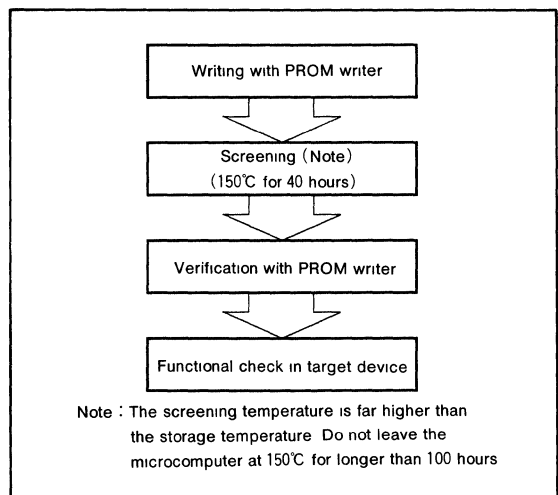 Writing with PROM writer
Screening (Note)
(150℃ for 40 hours)
Verification with PROM writer
Functional check in target device
Note : The screening temperature is far higher than
the storage temperature Do not leave the
microcomputer at 150℃ for longer than 100 hours